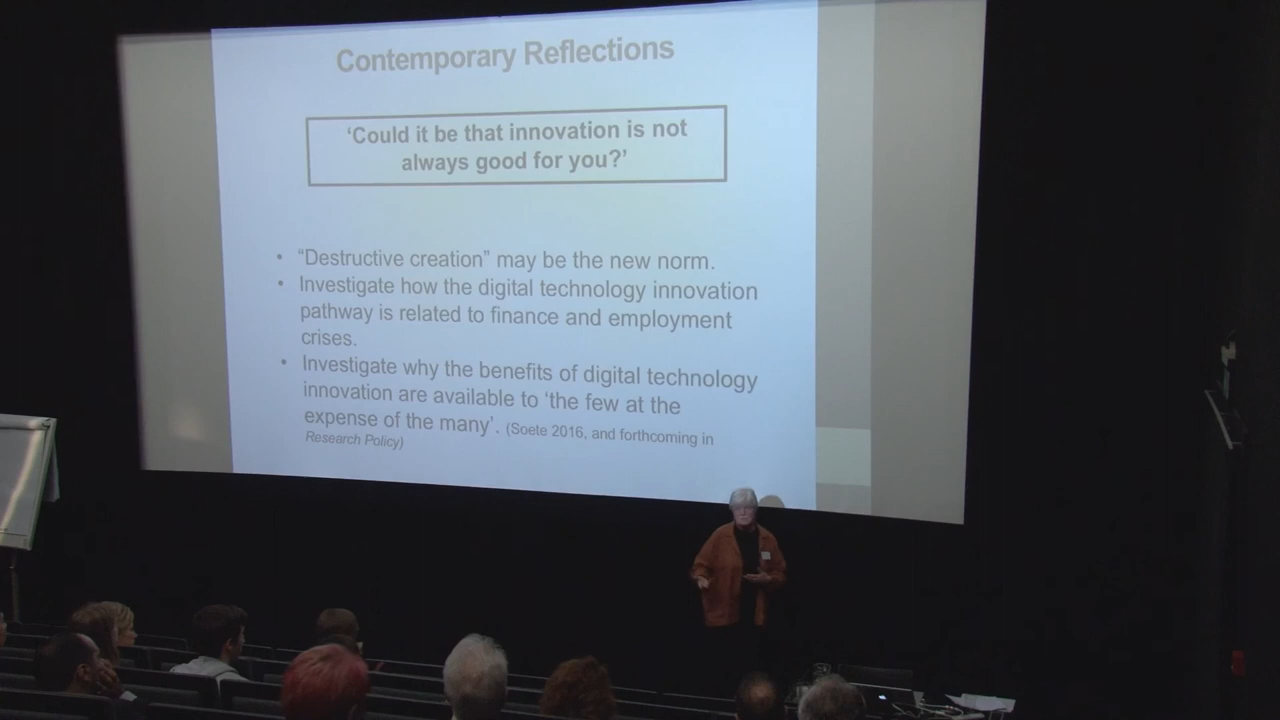 Contemporary Reflections
‘Could it be that innovation is not
always good for you?’
• “Destructive creation” may be the new norm.
• Investigate how the digital technology innovation
pathway is related to finance and employment
crises.
• Investigate why the benefits of digital technology
innovation are available to ‘the few at the
expense of the many’. (Soete 2016, and forthcoming in
Research Policy)